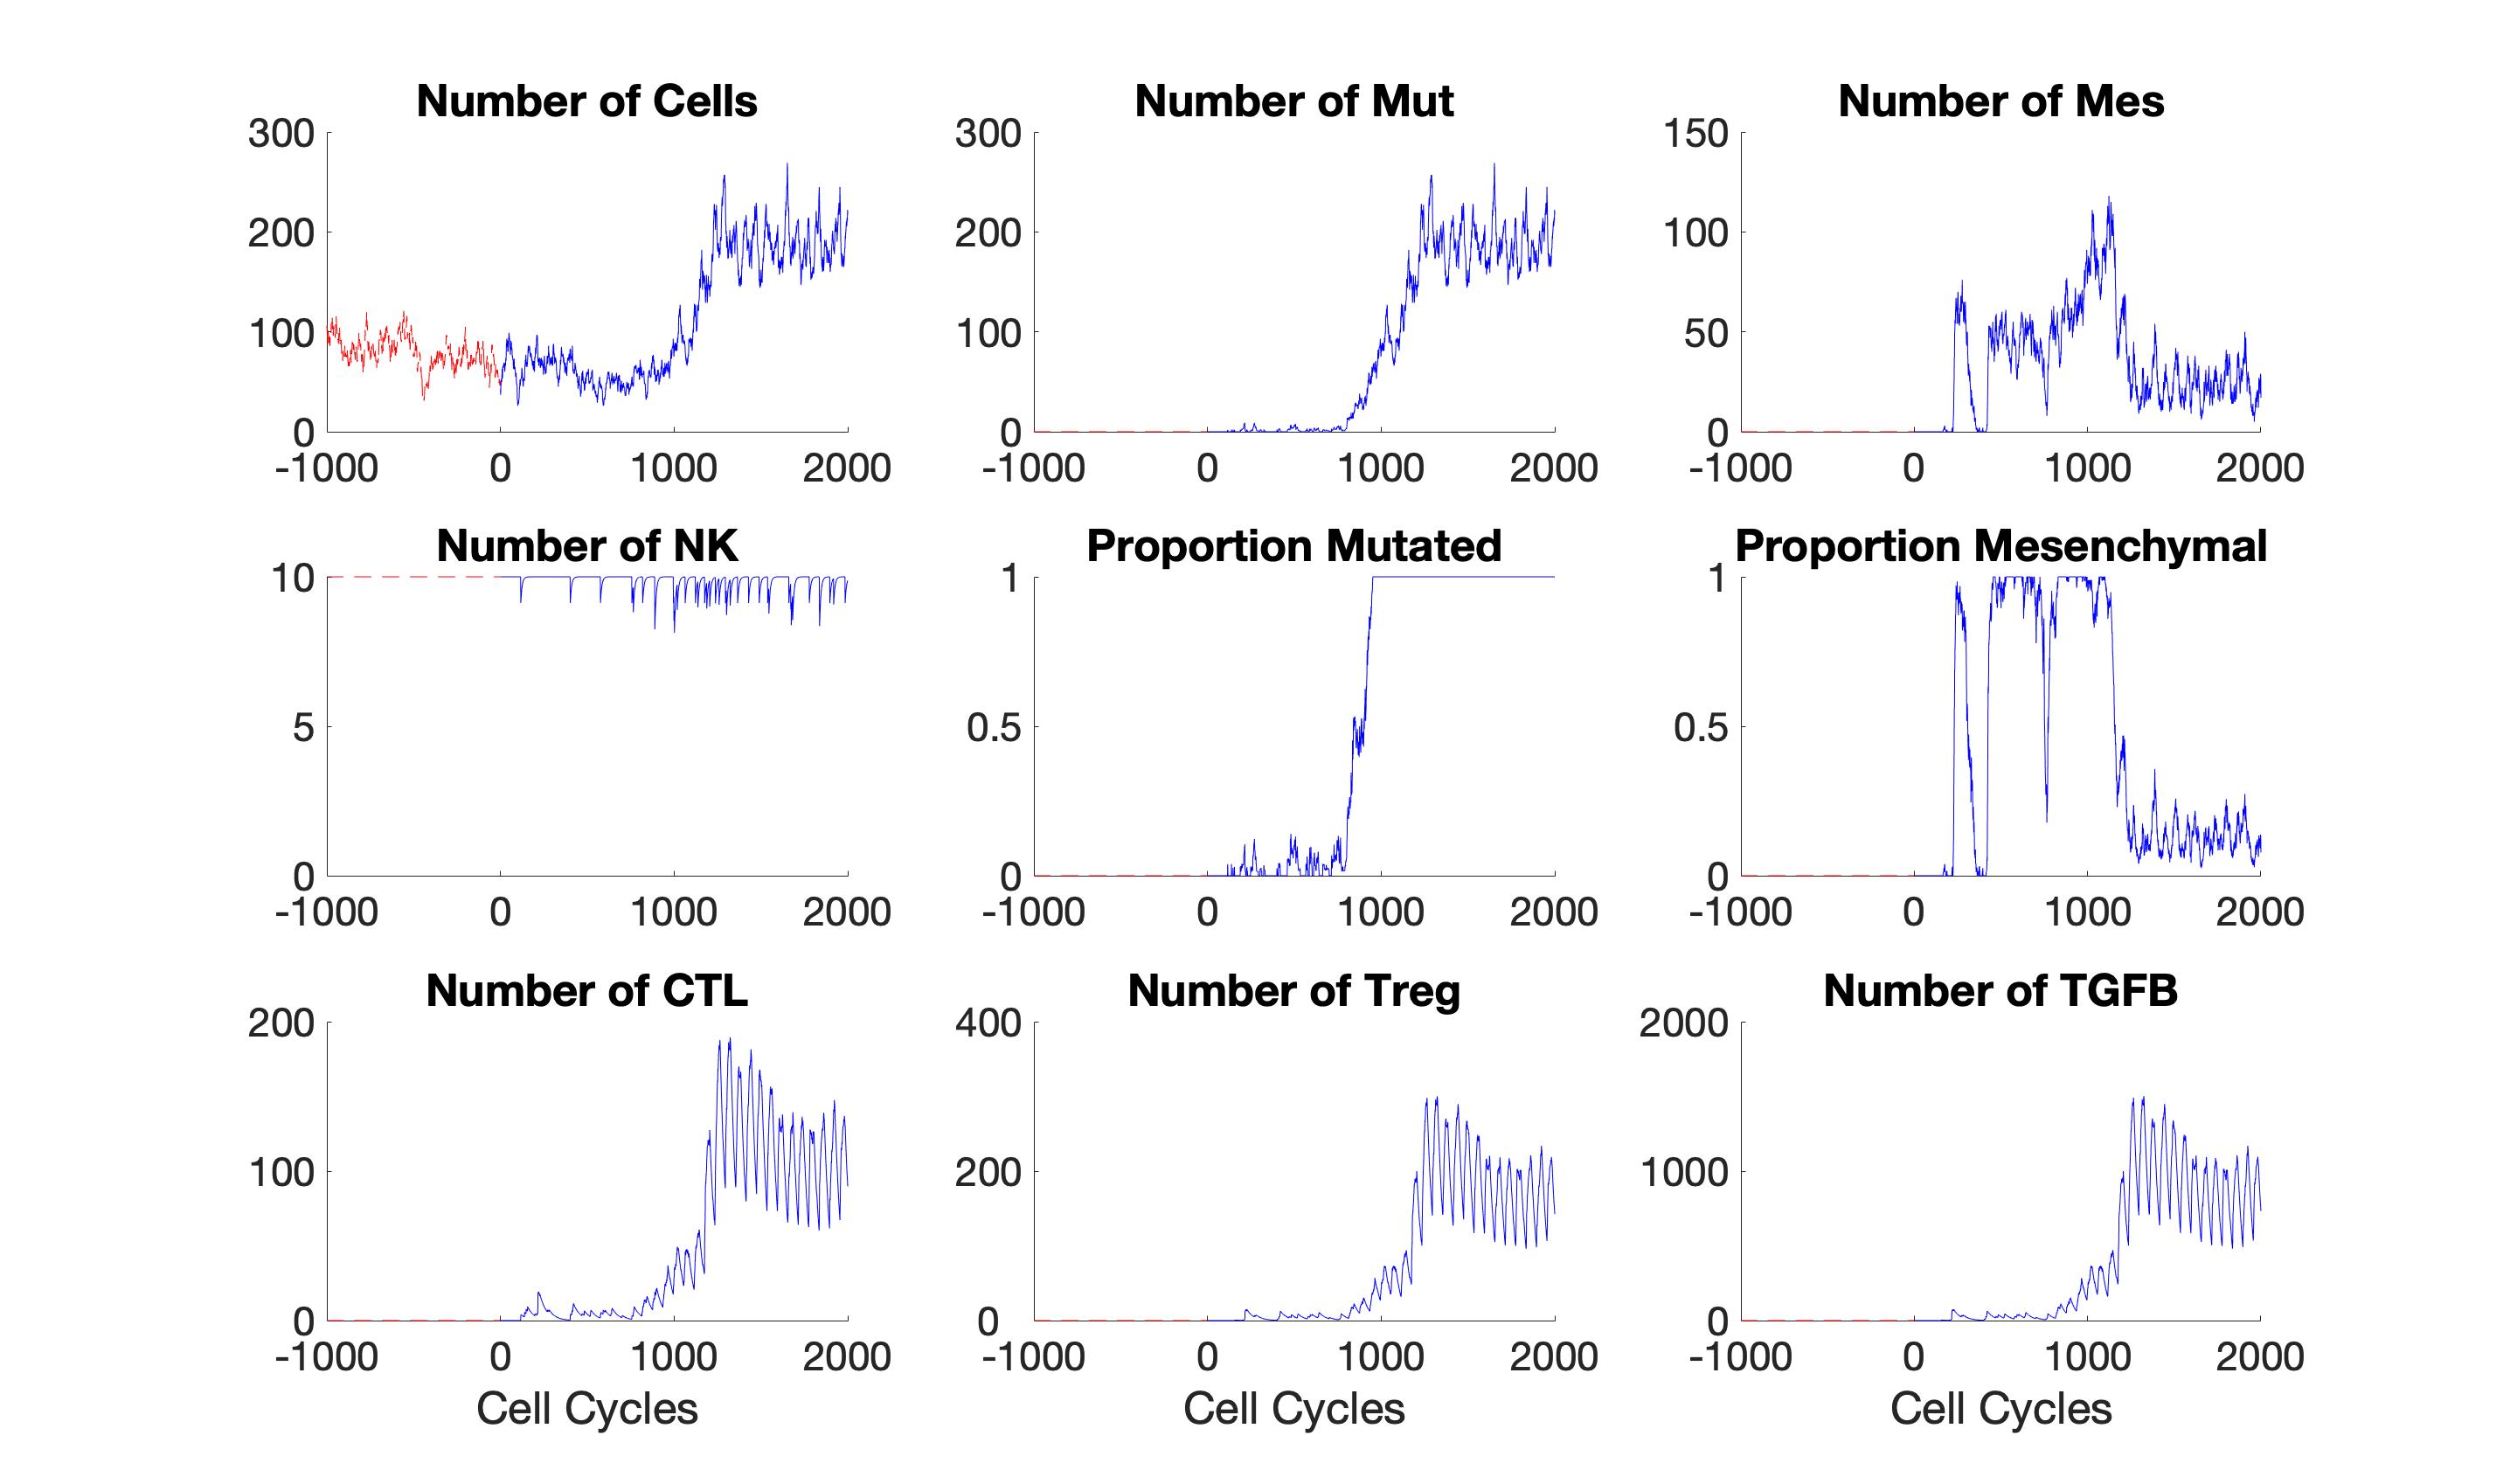 Number of Cells
Number of Mut
Number of Mes
300
200
100
0
-1000 0 1000 2000
300
200
100
0
-1000 0 1000 2000
150
100
50
0
-1000 0 1000 2000
Number of NK
Proportion Mutated
Proportion Mesenchymal
10
5
0
-1000 0 1000 2000
1
0.5
0
-1000 0 1000 2000
1
0.5
0
-1000 0 1000 2000
Number of CTL
Number of Treg
Number of TGFB
200
100
0
-1000 0 1000 2000
Cell Cycles
400
200
0
-1000 0 1000 2000
Cell Cycles
2000
1000
0
-1000 0 1000 2000
Cell Cycles